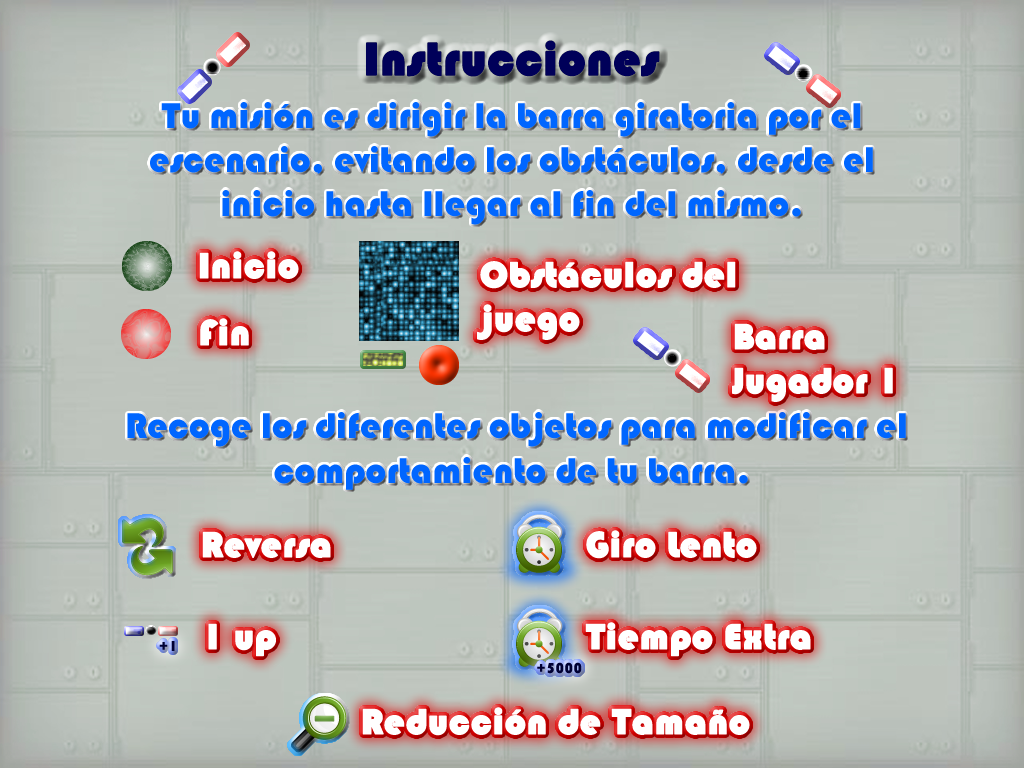 Instrucciones
Tu misión es dirigir la barra giratoria por el
escenario, evitando los obstáculos, desde el
inicio hasta llegar al fin del mismo.
Inicio
Fin
Obstáculos del
juego
Barra
Jugador 1
Recoge los diferentes objetos para modificar el
comportamiento de tu barra.
Reversa
Giro Lento
+1
1 up
+5000
Tiempo Extra
Reducción de Tamaño